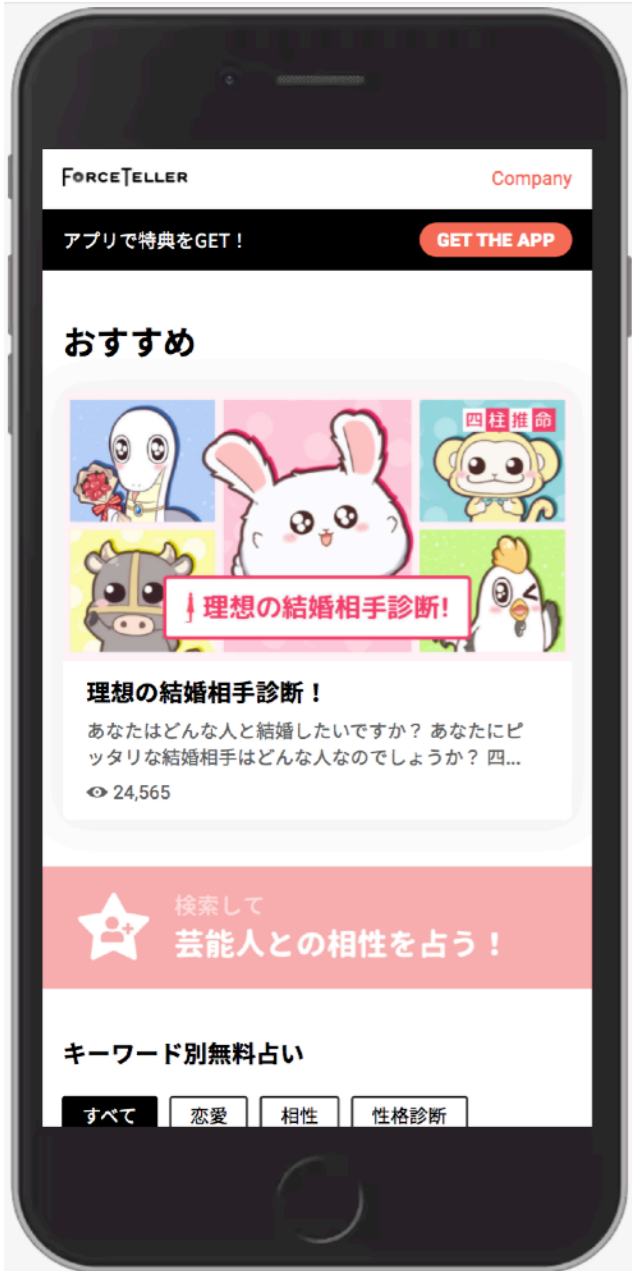 FORCETELLER
Company
アプリで特典をGET！
GET THE APP
おすすめ
四柱推命
理想の結婚相手診断!
理想の結婚相手診断！
あなたはどんな人と結婚したいですか？ あなたにピ
ッタリな結婚相手はどんな人なのでしょうか？ 四...
24,565
検索して
芸能人との相性を占う！
キーワード別無料占い
すべて
恋愛
相性
性格診断